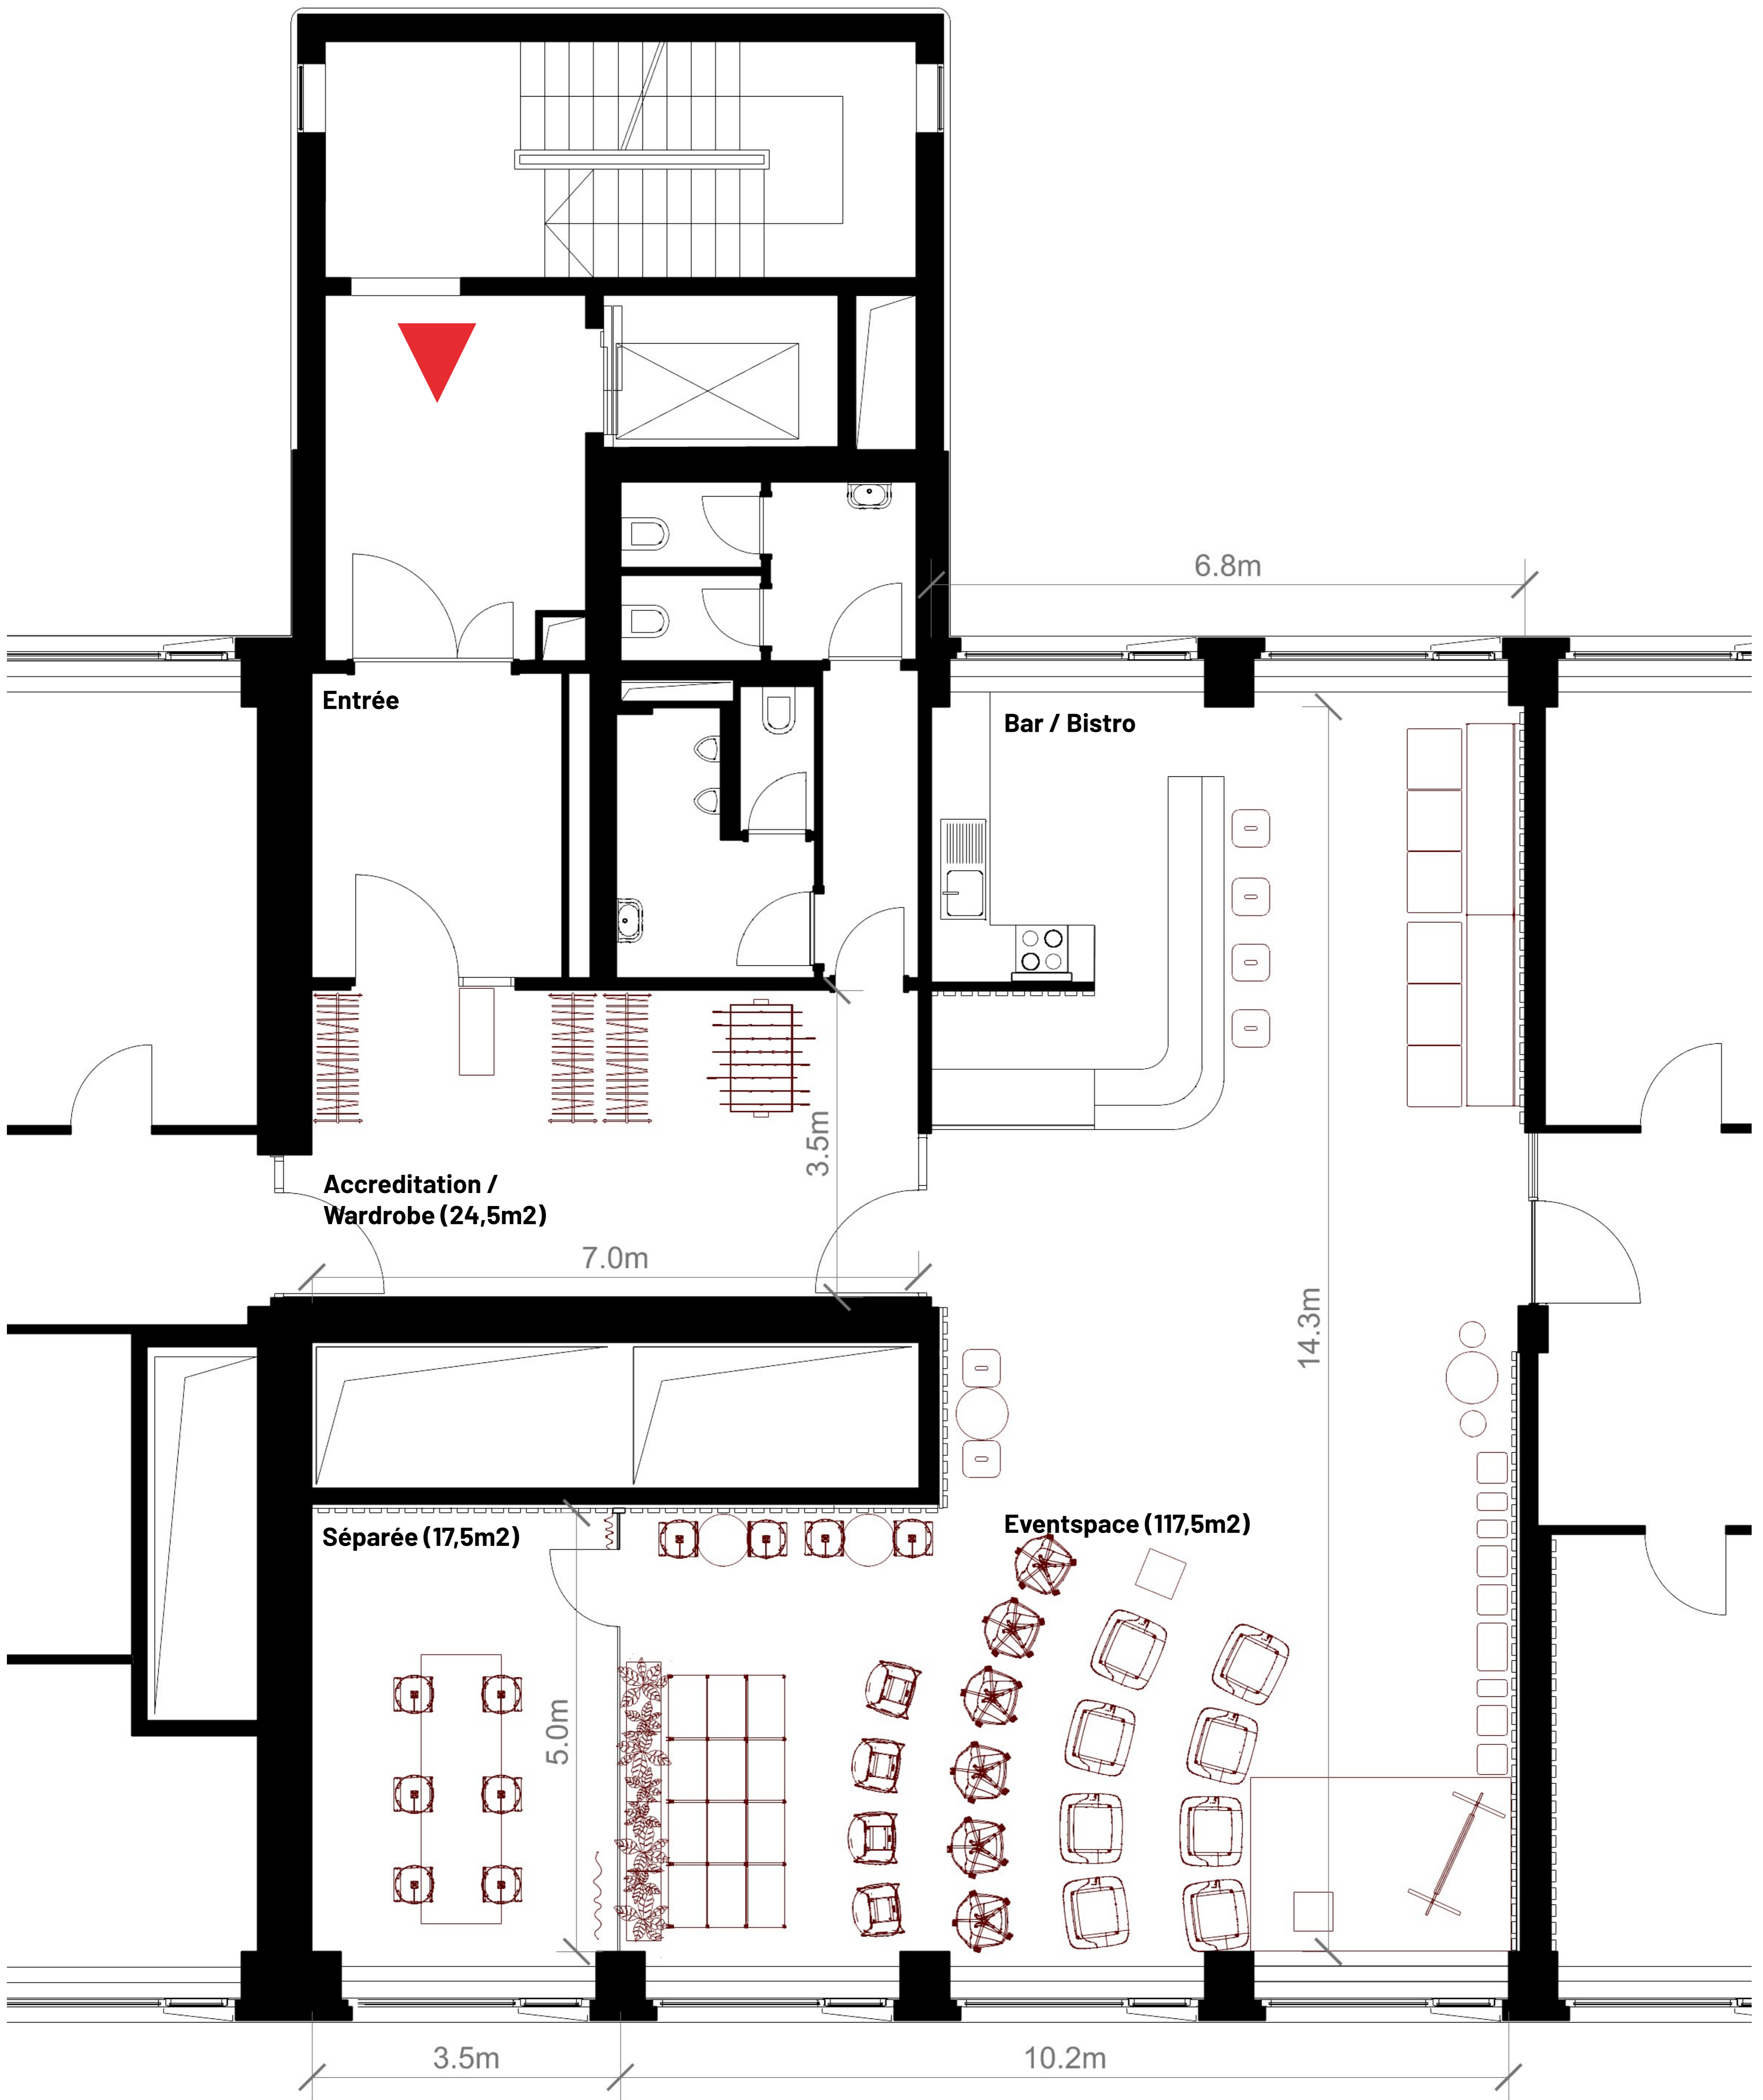 6.8m
Entrée
Bar / Bistro
3.5m
Accreditation /
Wardrobe (24,5m2)
7.0m
14.3m
Séparée (17,5m2)
Eventspace (117,5m2)
5.0m
3.5m
10.2m